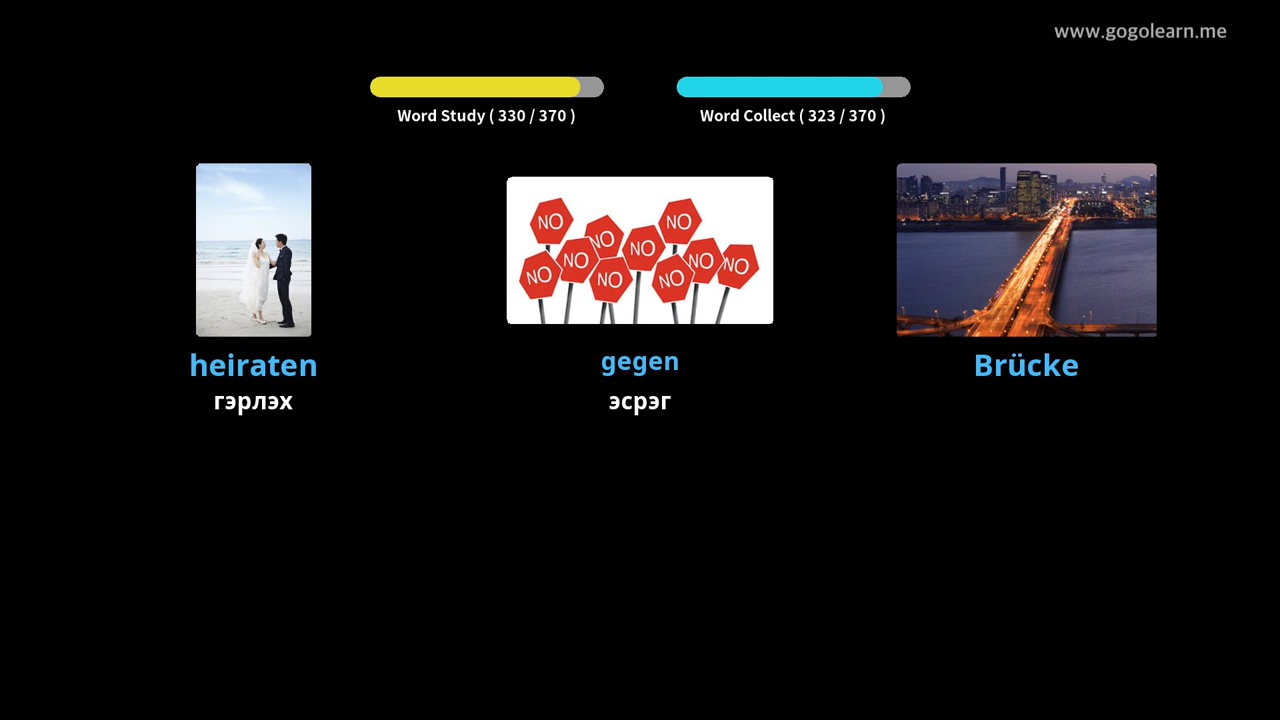 www.gogolearn.me
Word Study ( 330 / 370 )
Word Collect ( 323 / 370 )
NO NO NO
NO NO NO
NO NO NO NO
heiraten
gegen
Brücke
гэрлэх
эсрэг